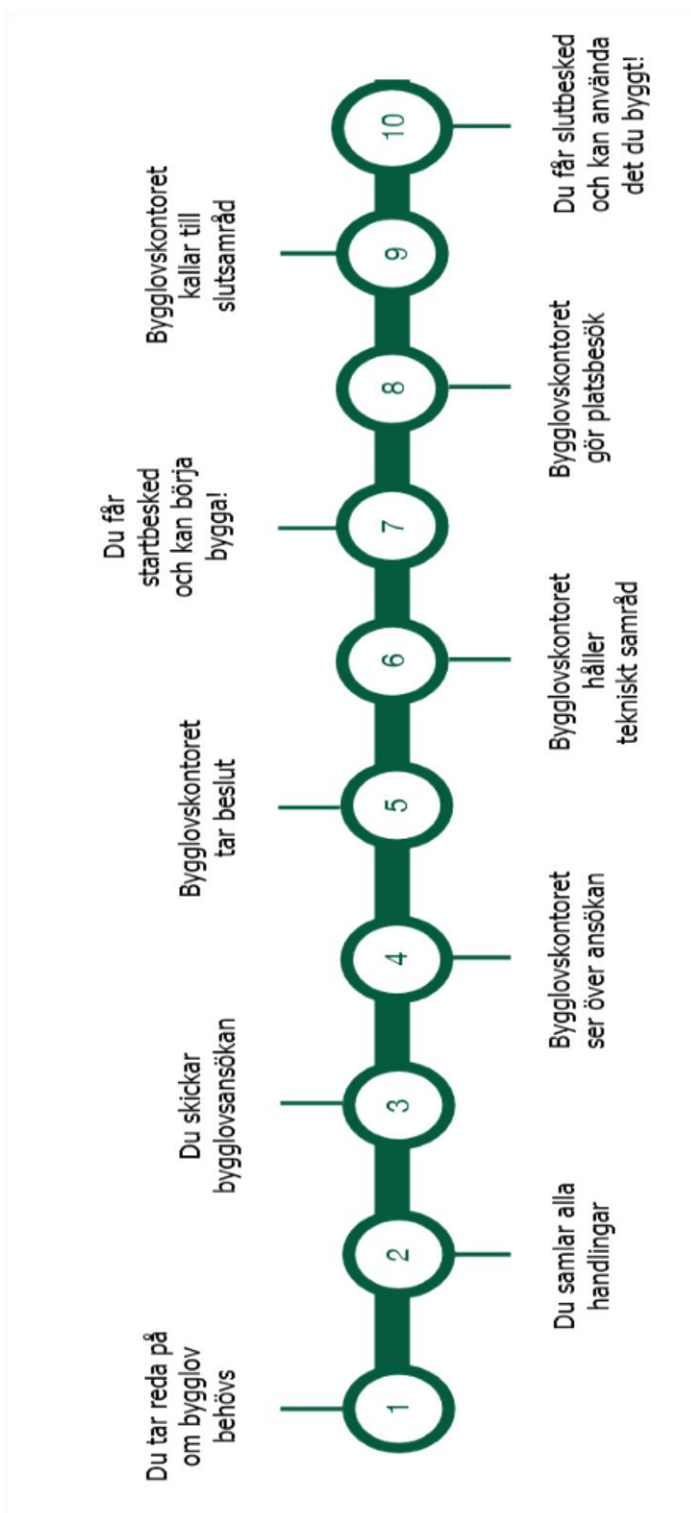 1
Du tar reda på
om bygglov
behövs
2
Du samlar alla
handlingar
3
Du skickar
bygglovsansökan
4
Bygglovskontoret
ser över ansökan
5
Bygglovskontoret
tar beslut
6
Bygglovskontoret
håller
tekniskt samråd
7
Du får
startbesked
och kan börja
bygga!
8
Bygglovskontoret
gör platsbesök
9
Bygglovskontoret
kallar till
slutsamråd
10
Du får slutbesked
och kan använda
det du byggt!